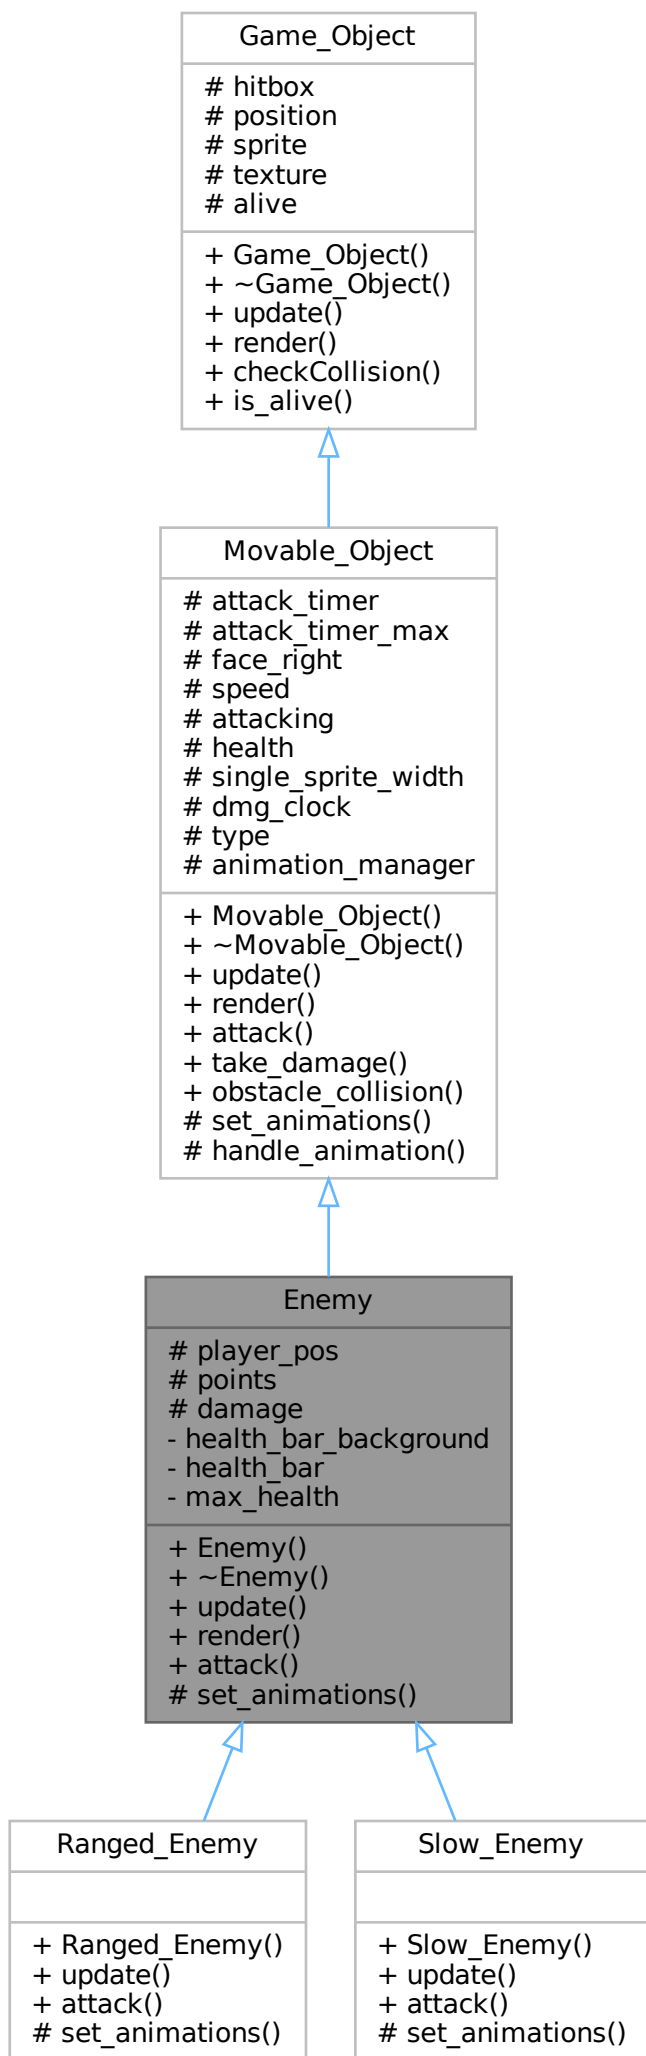 Game_Object
# hitbox
# position
# sprite
# texture
# alive
+ Game_Object()
+ ~Game_Object()
+ update()
+ render()
+ checkCollision()
+ is_alive()
Movable_Object
# attack_timer
# attack_timer_max
# face_right
# speed
# attacking
# health
# single_sprite_width
# dmg_clock
# type
# animation_manager
+ Movable_Object()
+ ~Movable_Object()
+ update()
+ render()
+ attack()
+ take_damage()
+ obstacle_collision()
# set_animations()
# handle_animation()
Enemy
# player_pos
# points
# damage
- health_bar_background
- health_bar
- max_health
+ Enemy()
+ ~Enemy()
+ update()
+ render()
+ attack()
# set_animations()
Ranged_Enemy
+ Ranged_Enemy()
+ update()
+ attack()
# set_animations()
Slow_Enemy
+ Slow_Enemy()
+ update()
+ attack()
# set_animations()